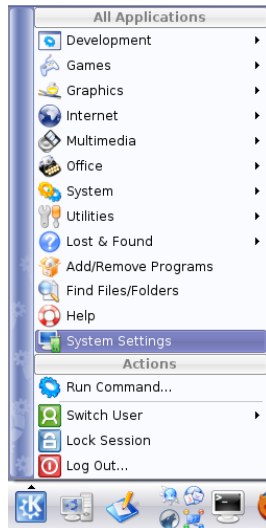 All Applications
Development
Games
Graphics
Internet
Multimedia
Office
System
Utilities
Lost & Found
Add/Remove Programs
Find Files/Folders
Help
System Settings
Actions
Run Command...
Switch User
Lock Session
Log Out...